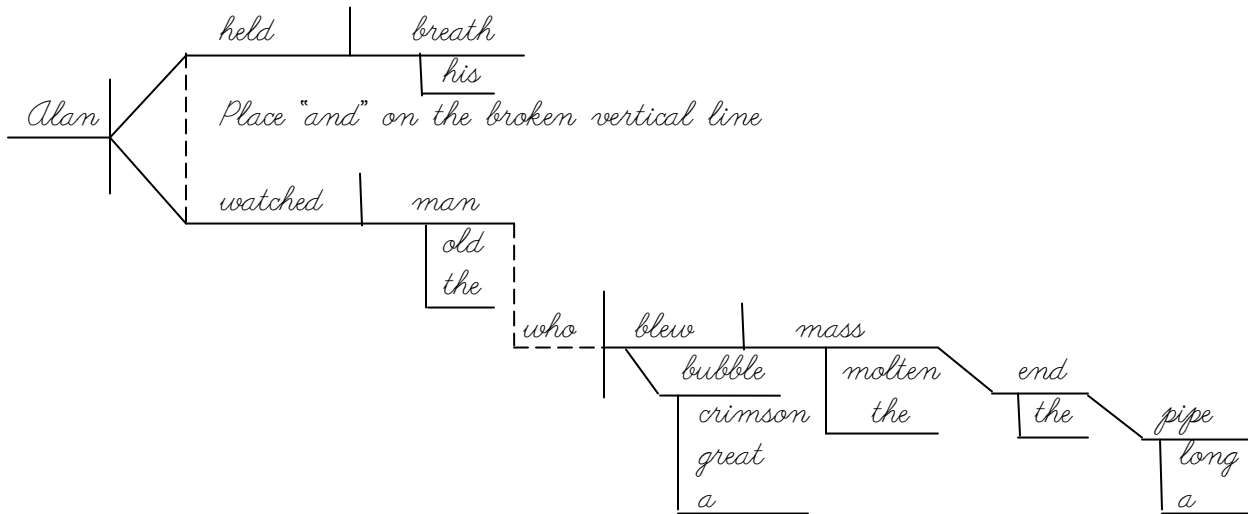 held breath
his
Alan
Place “and” on the broken vertical line
watched man
old
the
who blew mass
bubble molten end
crimson the the pipe
great long
a a